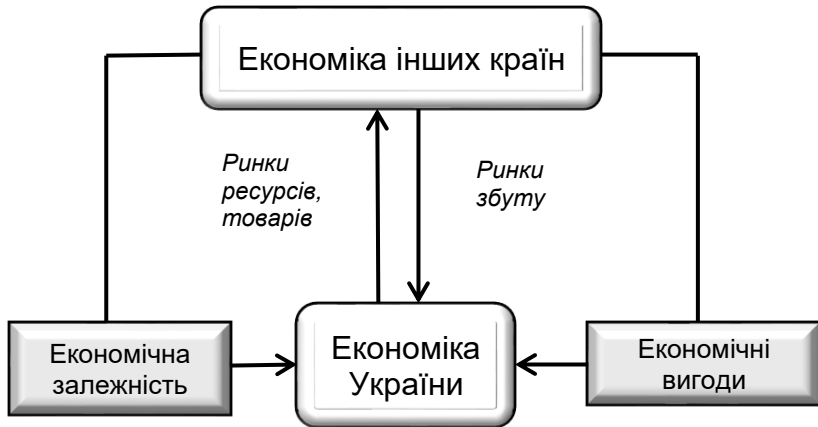 Економіка інших країн
Ринки
ресурсів,
товарів
Ринки
збуту
Економічна
залежність
Економіка
України
Економічні
вигоди